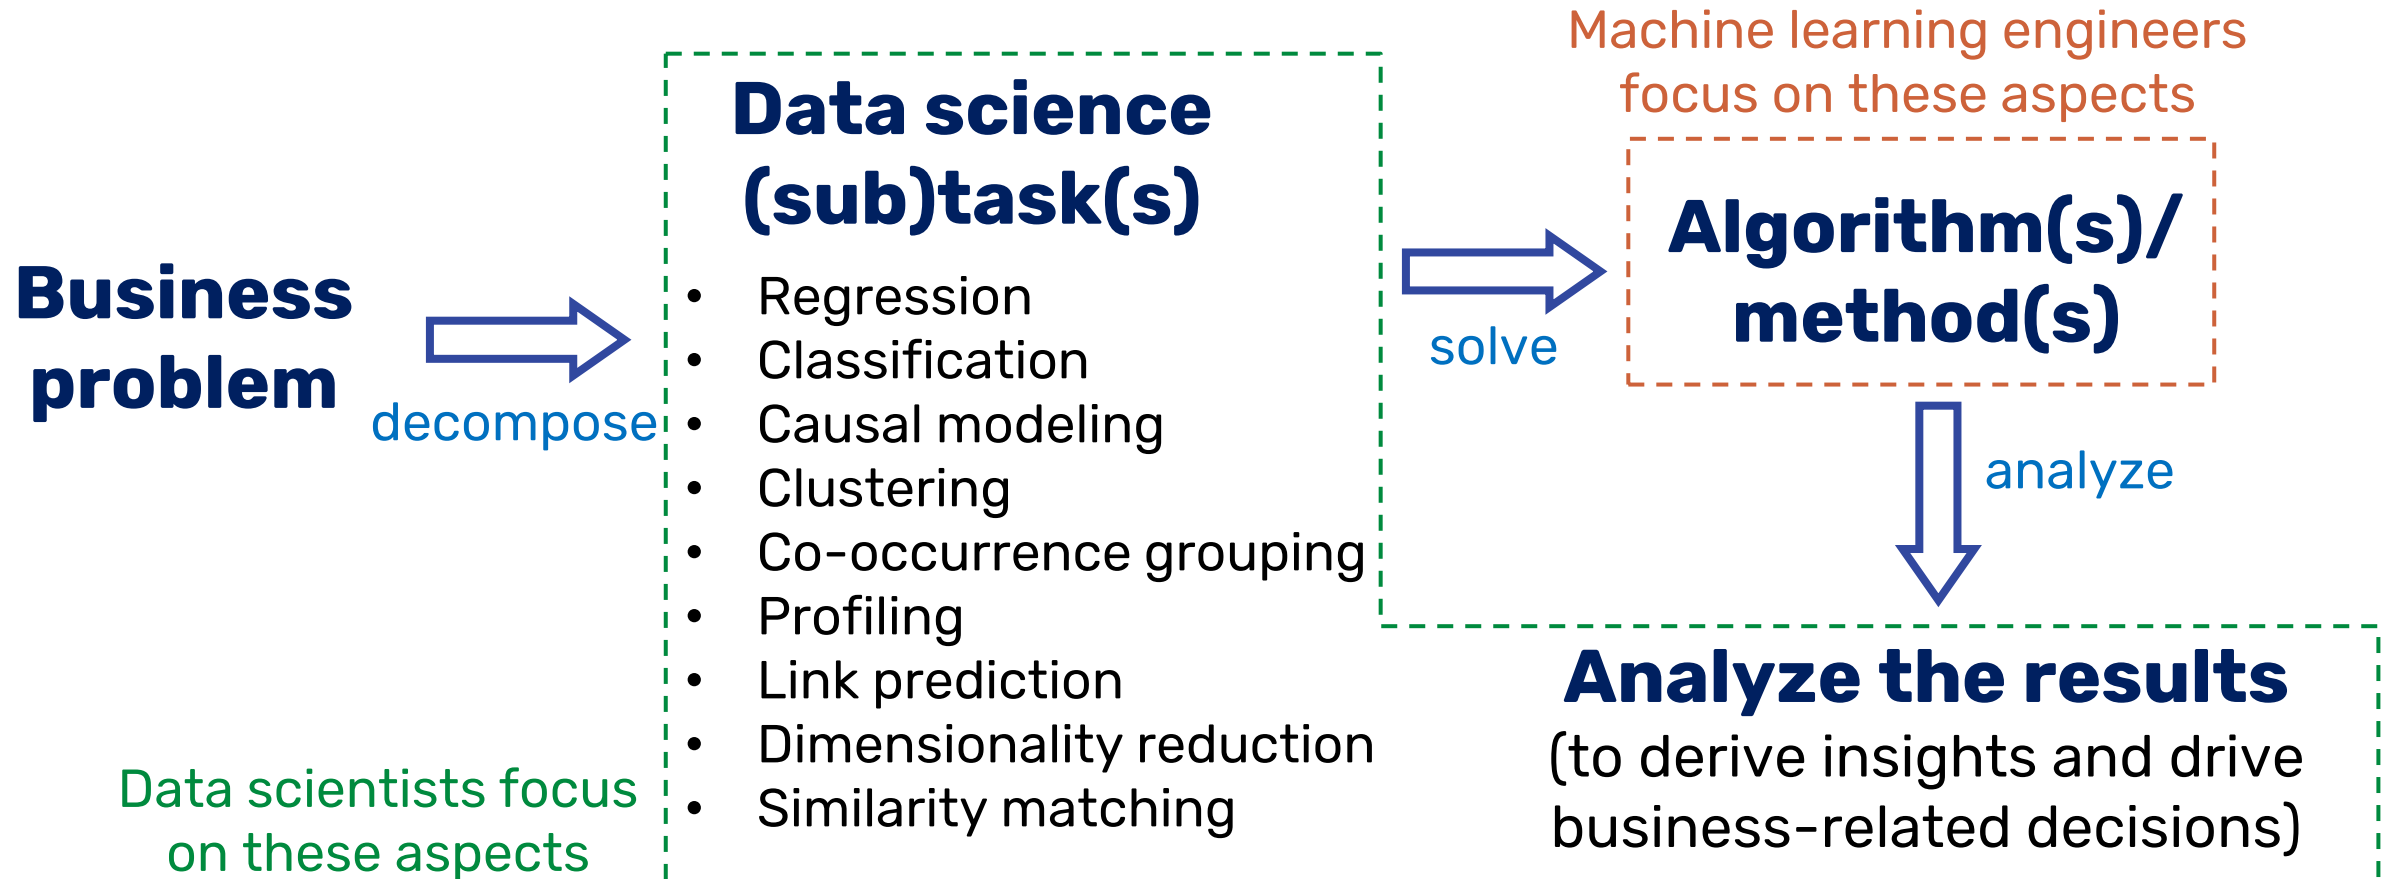 Business
problem
decompose
Data science
(sub)task(s)
• Regression
• Classification
• Causal modeling
• Clustering
• Co-occurrence grouping
• Profiling
• Link prediction
• Dimensionality reduction
• Similarity matching
Data scientists focus
on these aspects
solve
Machine learning engineers
focus on these aspects
Algorithm(s)/
method(s)
analyze
Analyze the results
(to derive insights and drive
business-related decisions)